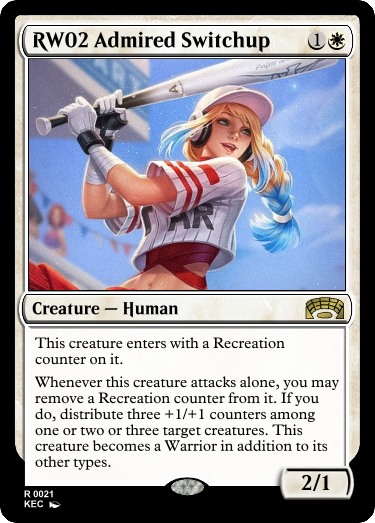 RW02 Admired Switchup 1
Creature — Human
This creature enters with a Recreation
counter on it.
Whenever this creature attacks alone, you may
remove a Recreation counter from it. If you
do, distribute three +1/+1 counters among
one or two or three target creatures. This
creature becomes a Warrior in addition to its
other types.
2/1
R 0021
KEC